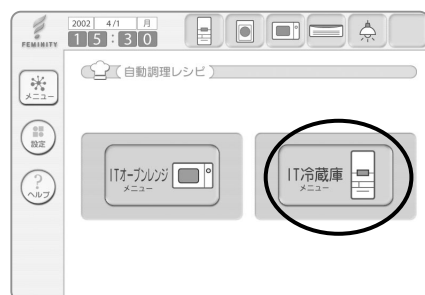 FEMINITY
2002 4/1 月
15:30
メニュー
設定
?
ヘルプ
自動調理レシピ
ITオーブンレンジ
メニュー
IT冷蔵庫
メニュー